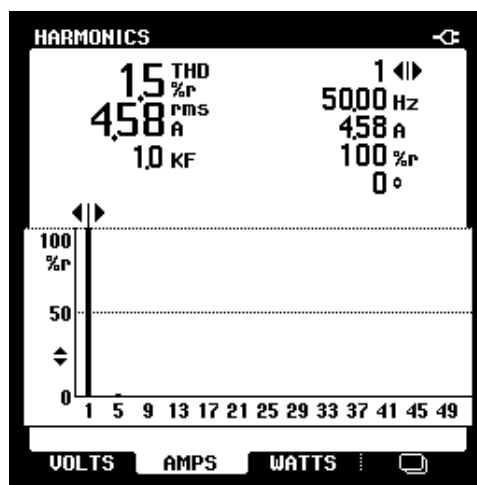 HARMONICS
1,5 THD %r
4,58 rms A
1,0 KF
1
50,00 Hz
4,58 A
100 %r
0 °
100
%r
50
0
1 5 9 13 17 21 25 29 33 37 41 45 49
VOLTS AMPS WATTS